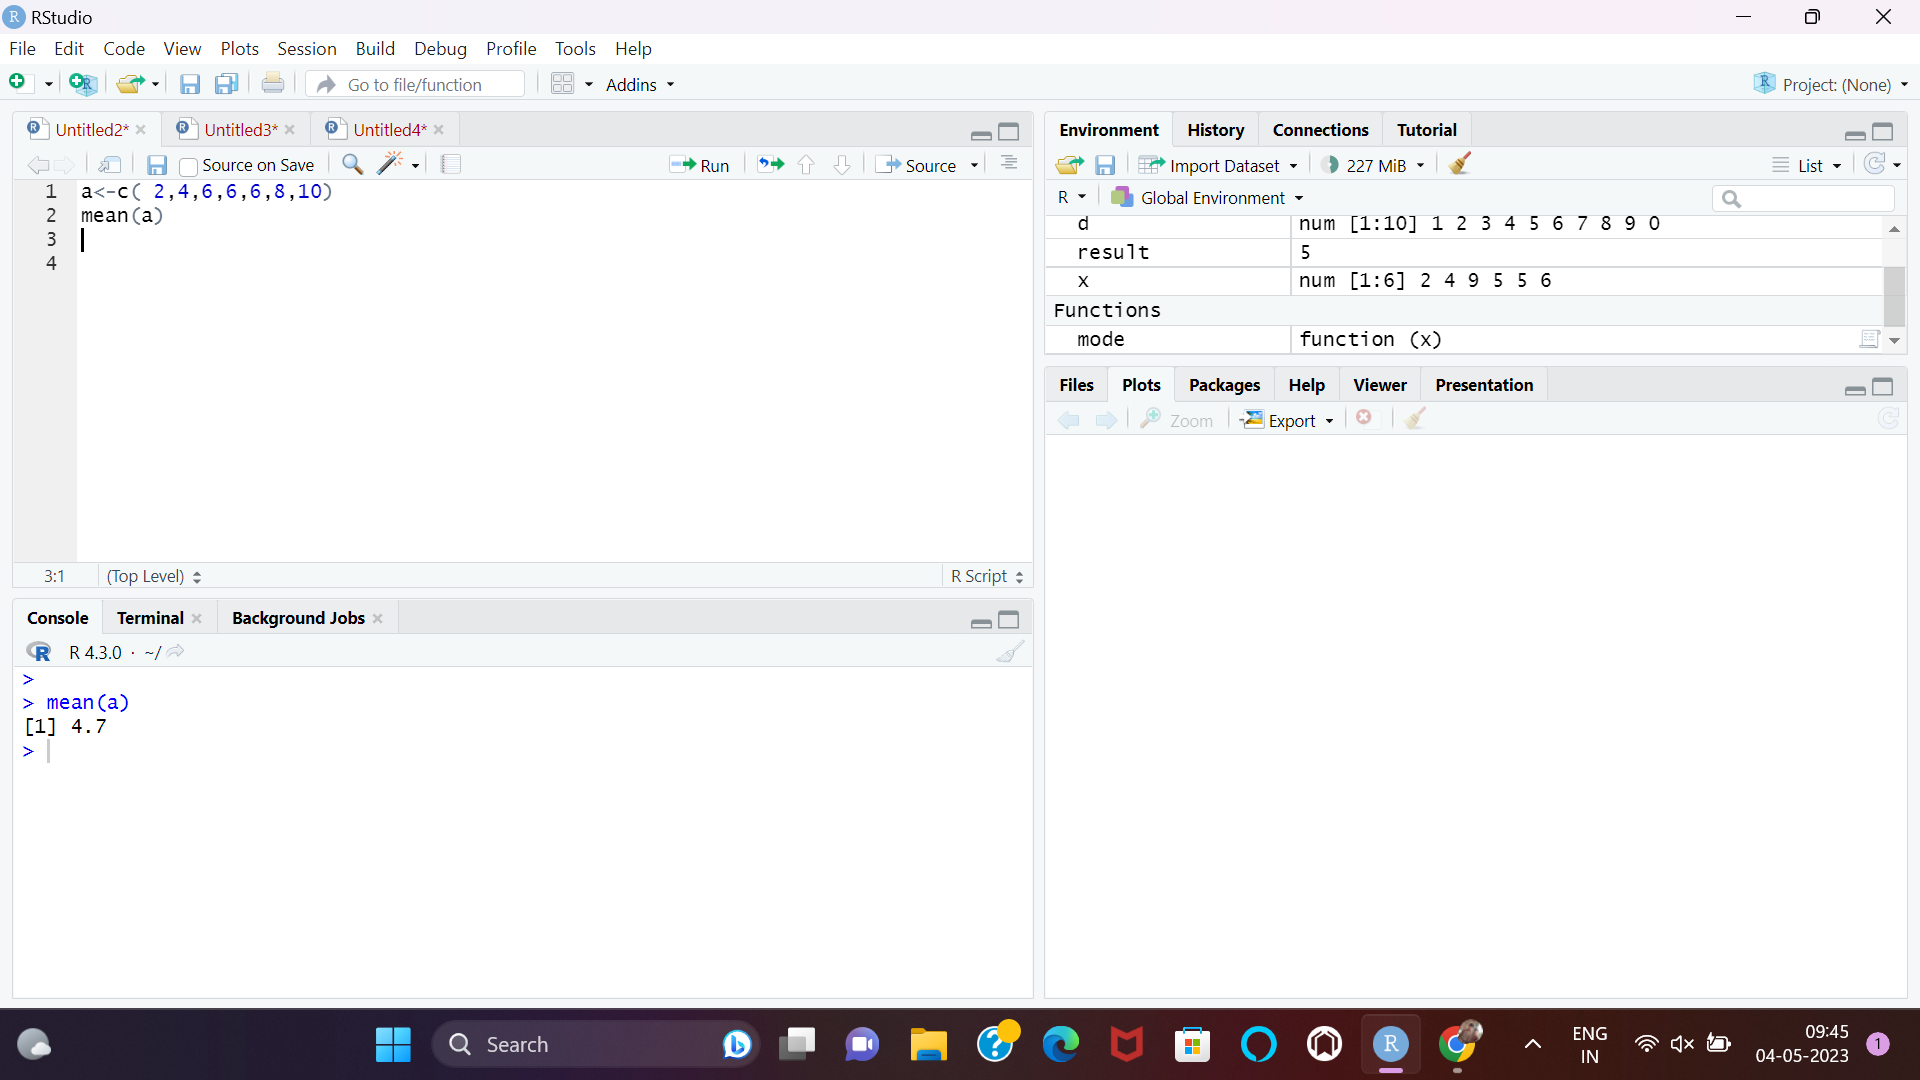 RStudio
File Edit Code View Plots Session Build Debug Profile Tools Help
Go to file/function Addins Project: (None)
Untitled2* Untitled3* Untitled4*
Source on Save Run Source
1 a<-c( 2,4,6,6,6,8,10)
2 mean(a)
3
4
3:1 (Top Level) R Script
Console Terminal Background Jobs
R 4.3.0 · ~/
>
> mean(a)
[1] 4.7
>
Environment History Connections Tutorial
Import Dataset 227 MiB List
R Global Environment
d num [1:10] 1 2 3 4 5 6 7 8 9 0
result 5
x num [1:6] 2 4 9 5 5 6
Functions
mode function (x)
Files Plots Packages Help Viewer Presentation
Zoom Export
Search
ENG
IN
09:45
04-05-2023
1